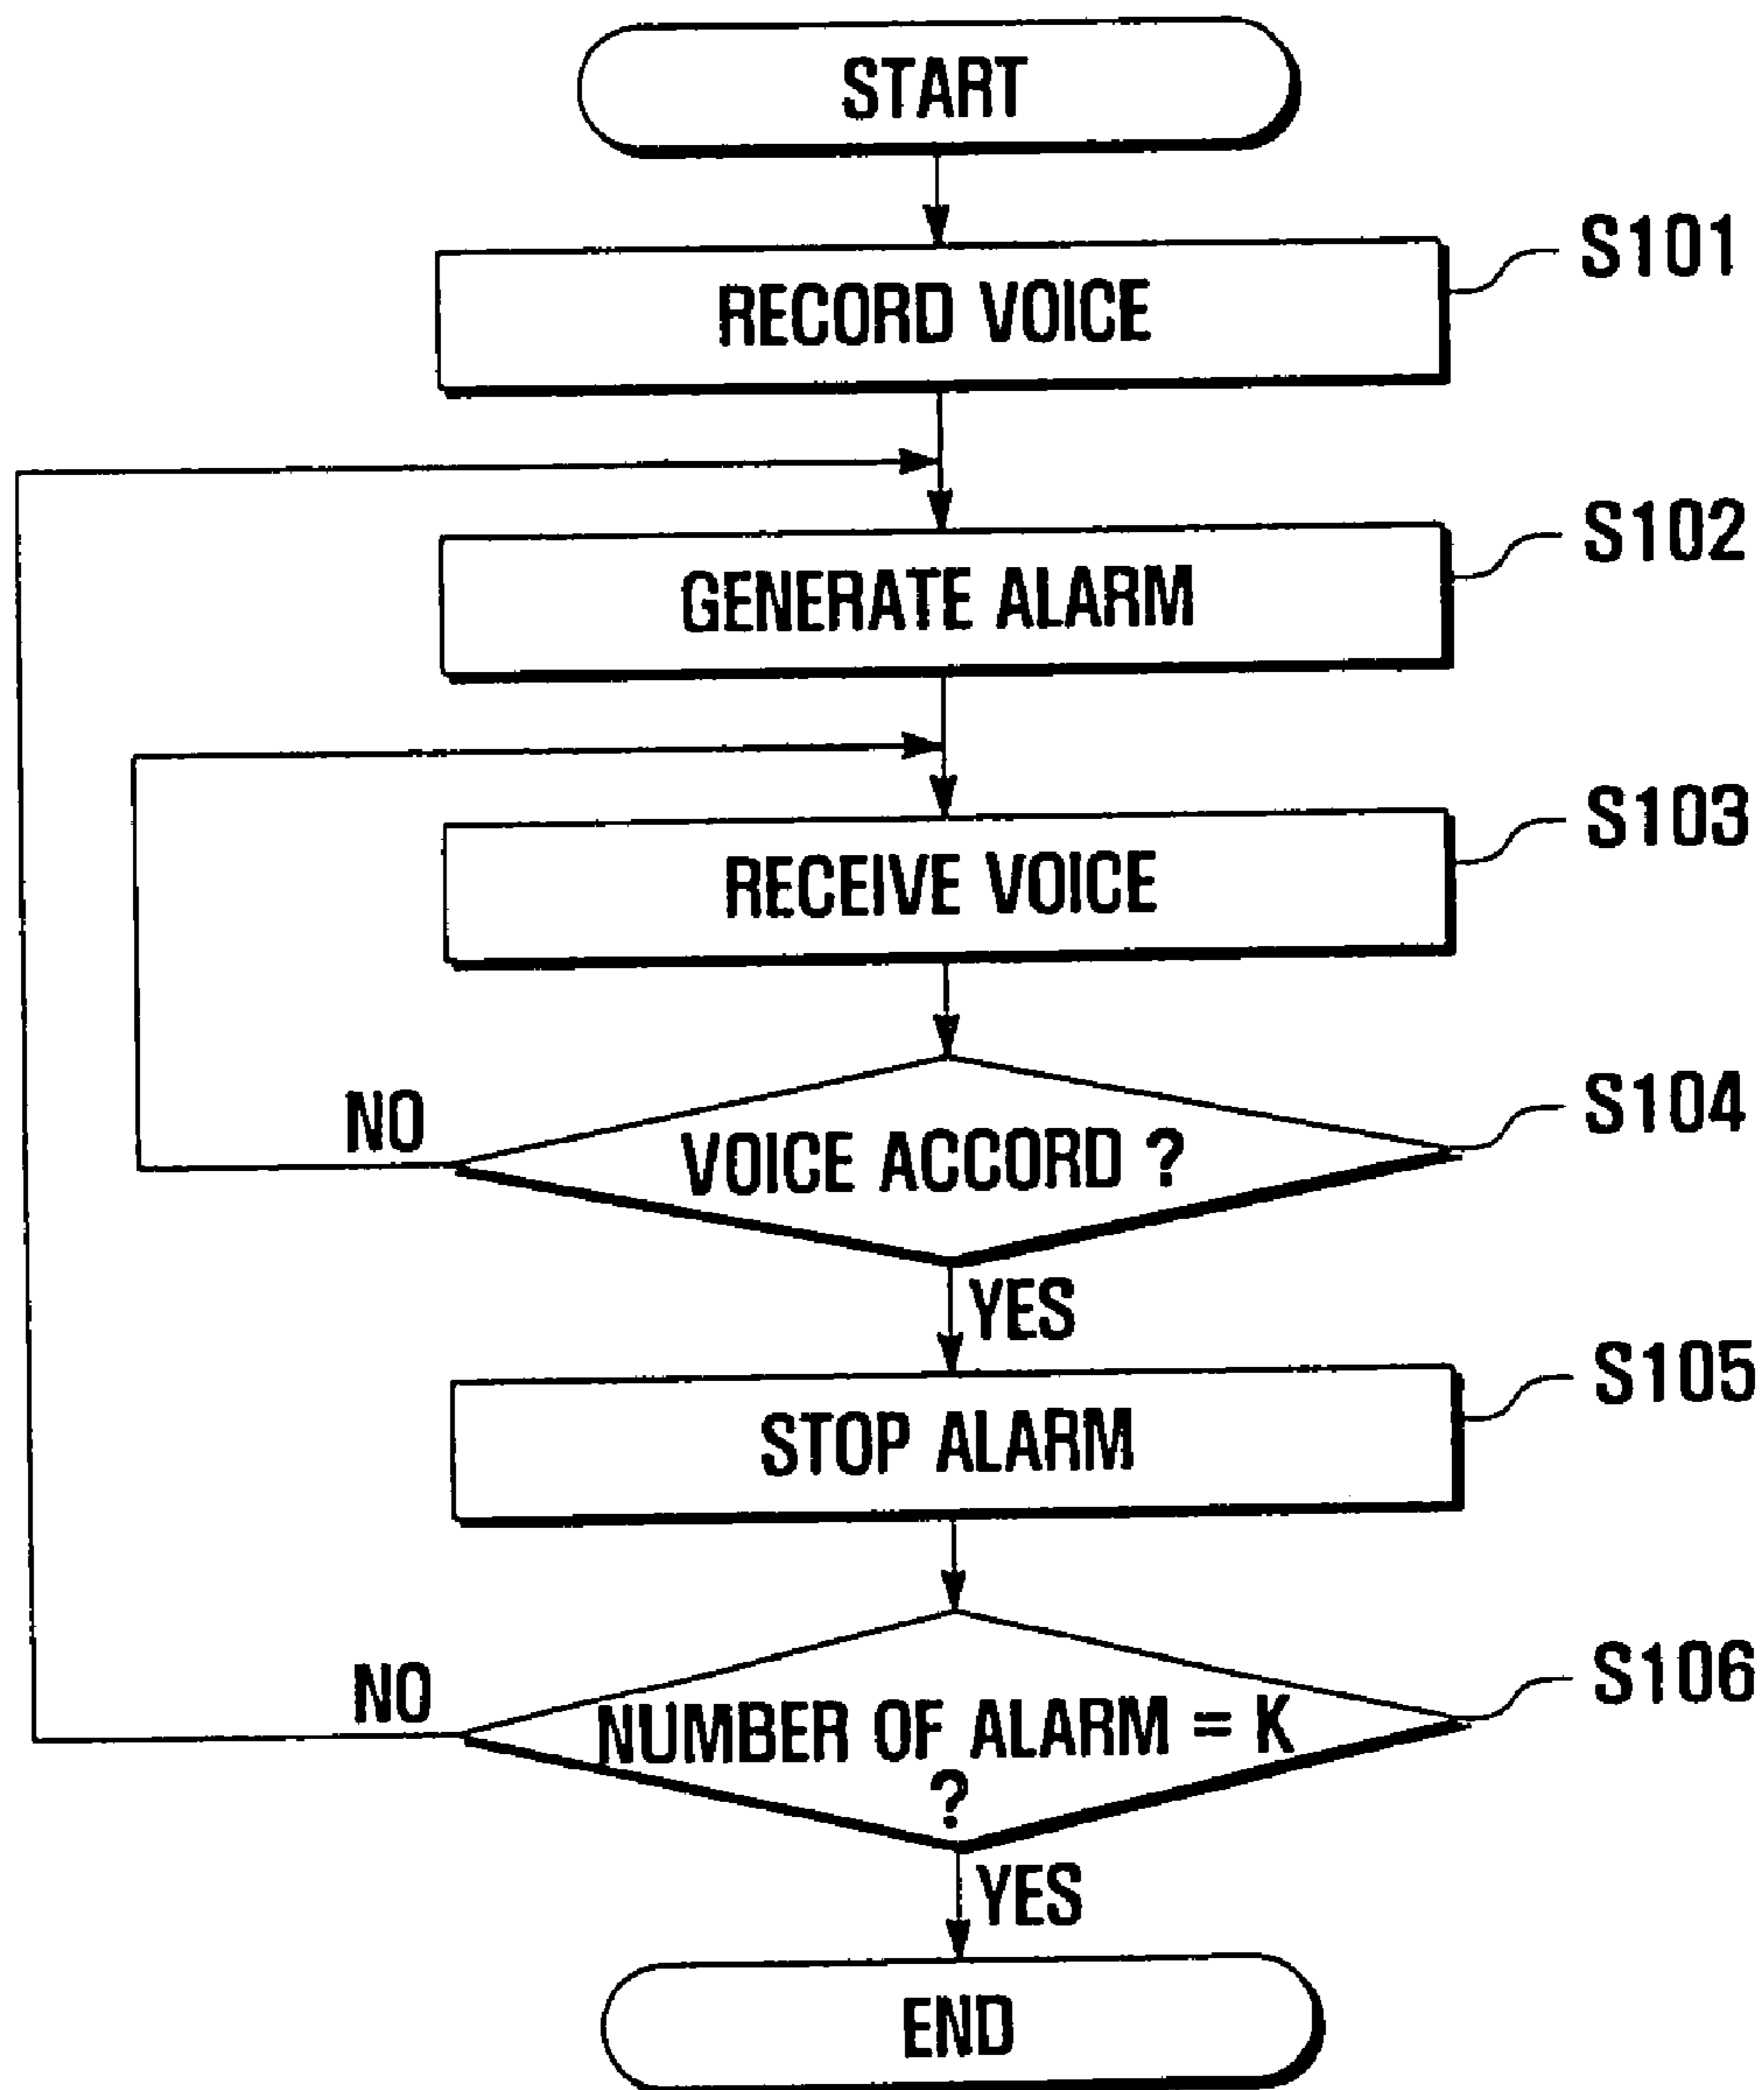 START
RECORD VOICE
S101
GENERATE ALARM
S102
RECEIVE VOICE
S103
VOICE ACCORD ?
S104
NO
YES
STOP ALARM
S105
NUMBER OF ALARM = K
?
S106
NO
YES
END